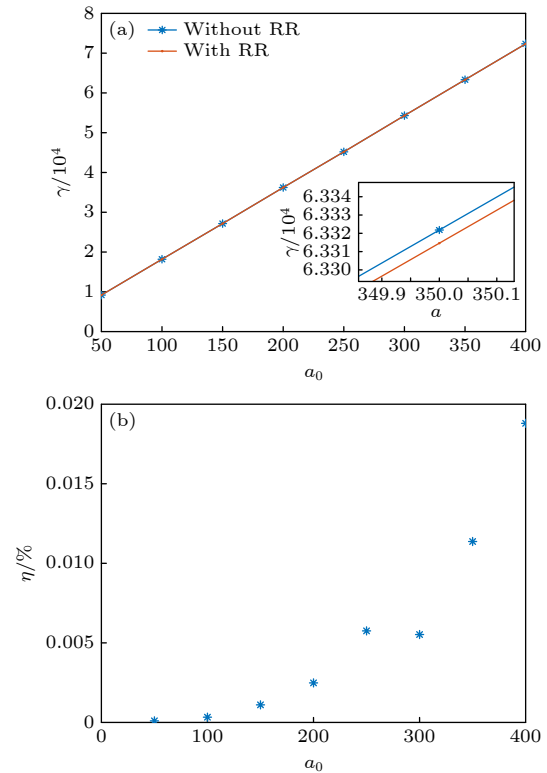 (a)
Without RR
With RR
8
7
6
5
4
3
2
1
0
γ/10⁴
50 100 150 200 250 300 350 400
a₀
6.334
6.333
6.332
6.331
6.330
γ/10⁴
349.9 350.0 350.1
a
(b)
0.020
0.015
0.010
0.005
0
η/%
0 100 200 300 400
a₀